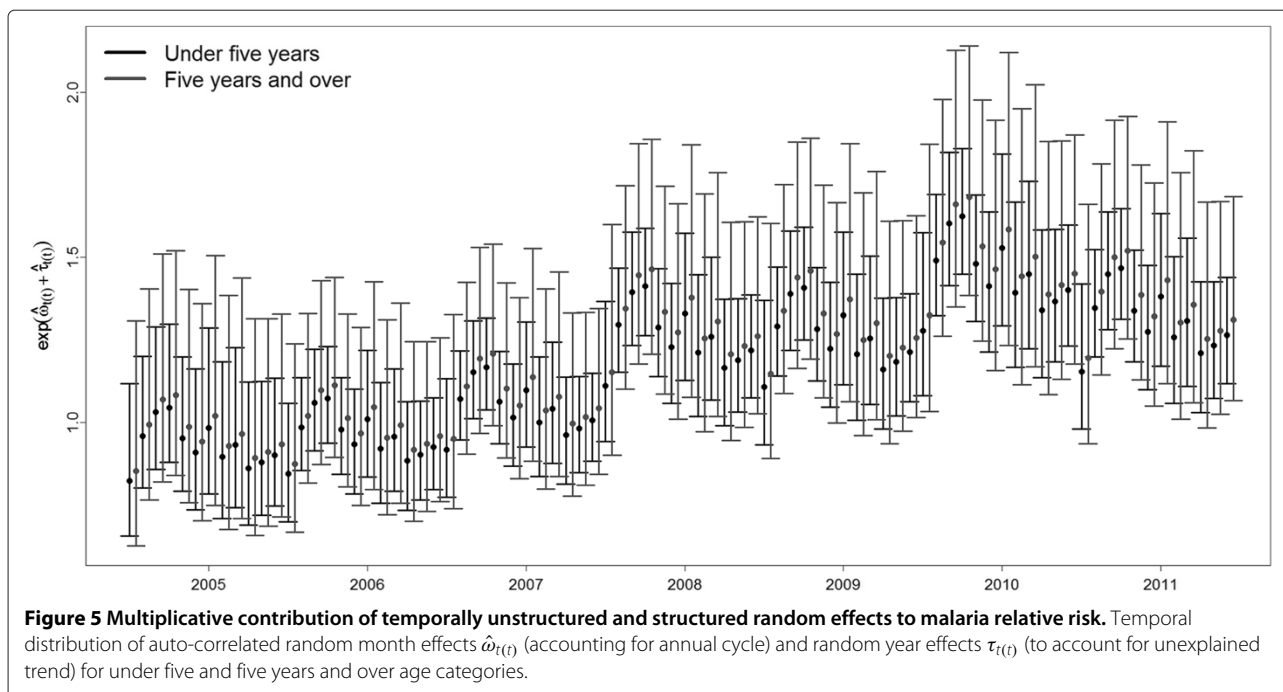 Under five years
Five years and over
2.0
1.5
1.0
exp(ω̂t(t) + τ̂t(t))
2005 2006 2007 2008 2009 2010 2011
Figure 5 Multiplicative contribution of temporally unstructured and structured random effects to malaria relative risk. Temporal
distribution of auto-correlated random month effects ω̂t(t) (accounting for annual cycle) and random year effects τt(t) (to account for unexplained
trend) for under five and five years and over age categories.